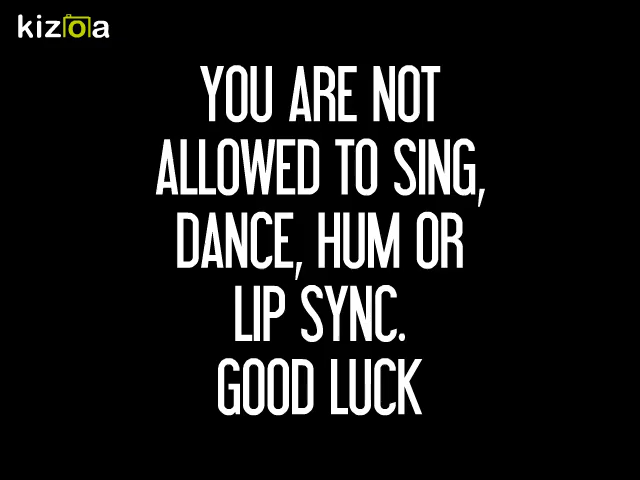 kizoa
YOU ARE NOT
ALLOWED TO SING,
DANCE, HUM OR
LIP SYNC.
GOOD LUCK